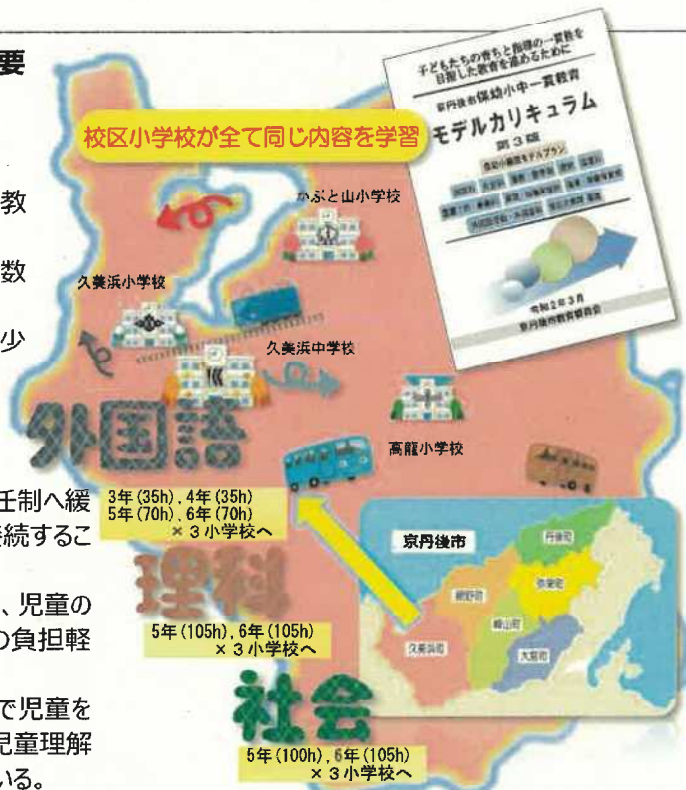 要
教
数
少
任制へ緩
接続するこ
、児童の
の負担軽
で児童を
児童理解
いる。
校区小学校が全て同じ内容を学習
子どもたちの育ちと指導の一貫性を
目指した教育を進めるために
京丹後市保幼小中一貫教育
モデルカリキュラム
第3版
令和2年3月
京丹後市教育委員会
かぶと山小学校
久美浜小学校
久美浜中学校
高龍小学校
外国語
3年(35h),4年(35h)
5年(70h),6年(70h)
×3小学校へ
理科
5年(105h),6年(105h)
×3小学校へ
社会
5年(100h),6年(105h)
×3小学校へ
京丹後市
丹後町
網野町
弥栄町
峰山町
久美浜町
大宮町